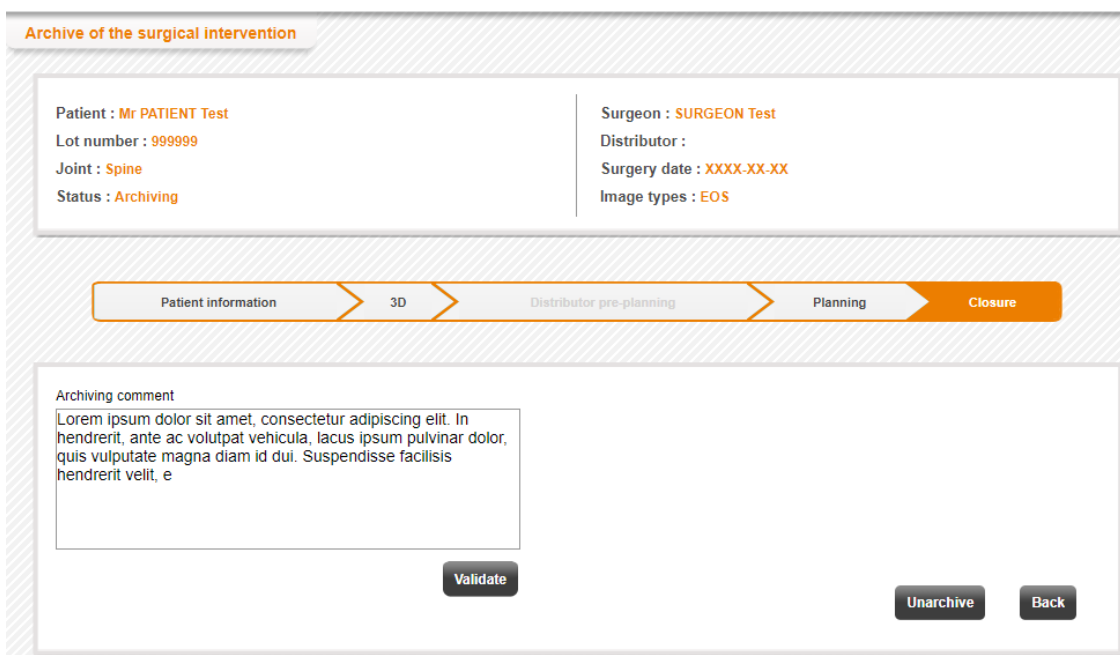 Archive of the surgical intervention
Patient : Mr PATIENT Test
Lot number : 999999
Joint : Spine
Status : Archiving
Surgeon : SURGEON Test
Distributor :
Surgery date : XXXX-XX-XX
Image types : EOS
Patient information
3D
Distributor pre-planning
Planning
Closure
Archiving comment
Lorem ipsum dolor sit amet, consectetur adipiscing elit. In
hendrerit, ante ac volutpat vehicula, lacus ipsum pulvinar dolor,
quis vulputate magna diam id dui. Suspendisse facilisis
hendrerit velit, e
Validate
Unarchive
Back